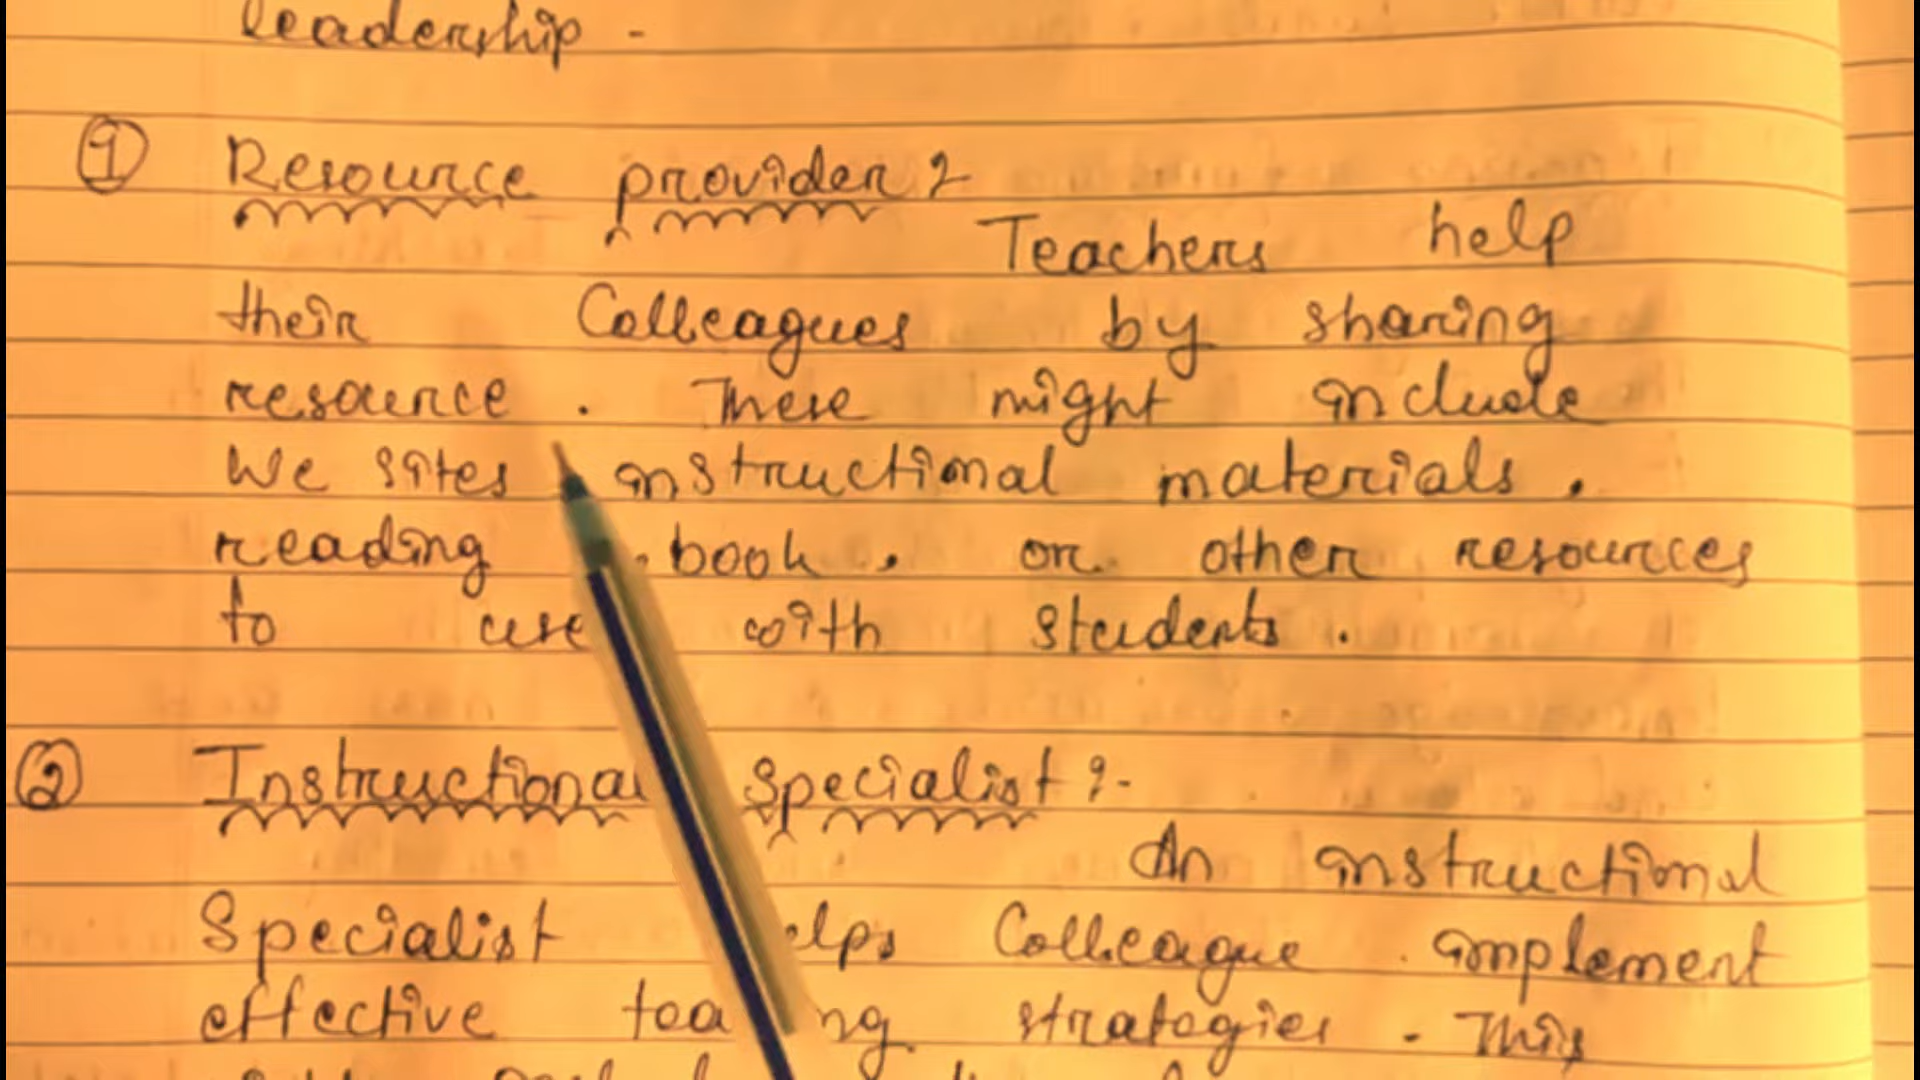 leadership -
① Resource provider :-
Teachers help
their Colleagues by sharing
resource . These might include
We sites instructional materials .
reading book . or other resources
to use with students .
② Instructional Specialist :-
An instructional
Specialist helps Colleague implement
effective teaching strategies . This